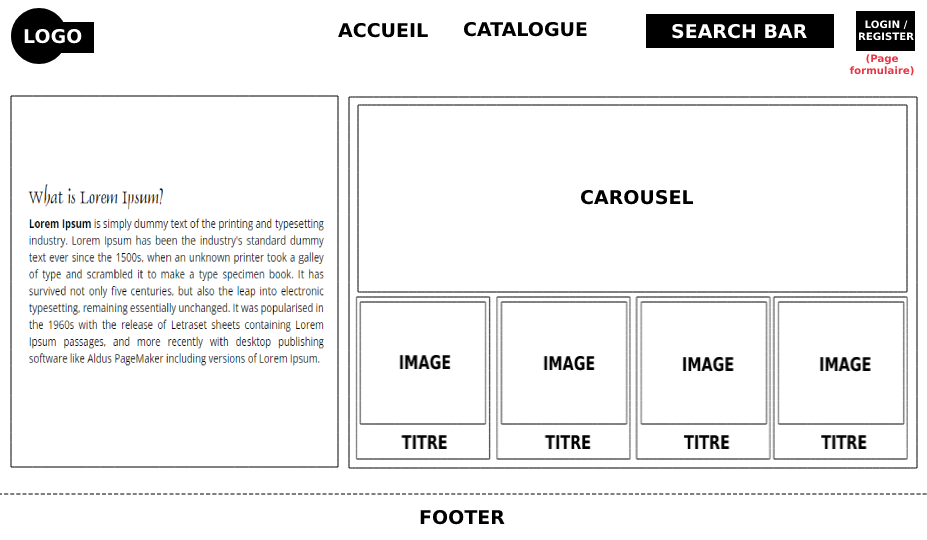 LOGO
ACCUEIL
CATALOGUE
SEARCH BAR
LOGIN /
REGISTER
(Page
formulaire)
What is Lorem Ipsum?
Lorem Ipsum is simply dummy text of the printing and typesetting
industry. Lorem Ipsum has been the industry's standard dummy
text ever since the 1500s, when an unknown printer took a galley
of type and scrambled it to make a type specimen book. It has
survived not only five centuries, but also the leap into electronic
typesetting, remaining essentially unchanged. It was popularised in
the 1960s with the release of Letraset sheets containing Lorem
Ipsum passages, and more recently with desktop publishing
software like Aldus PageMaker including versions of Lorem Ipsum.
CAROUSEL
IMAGE
IMAGE
IMAGE
IMAGE
TITRE
TITRE
TITRE
TITRE
FOOTER